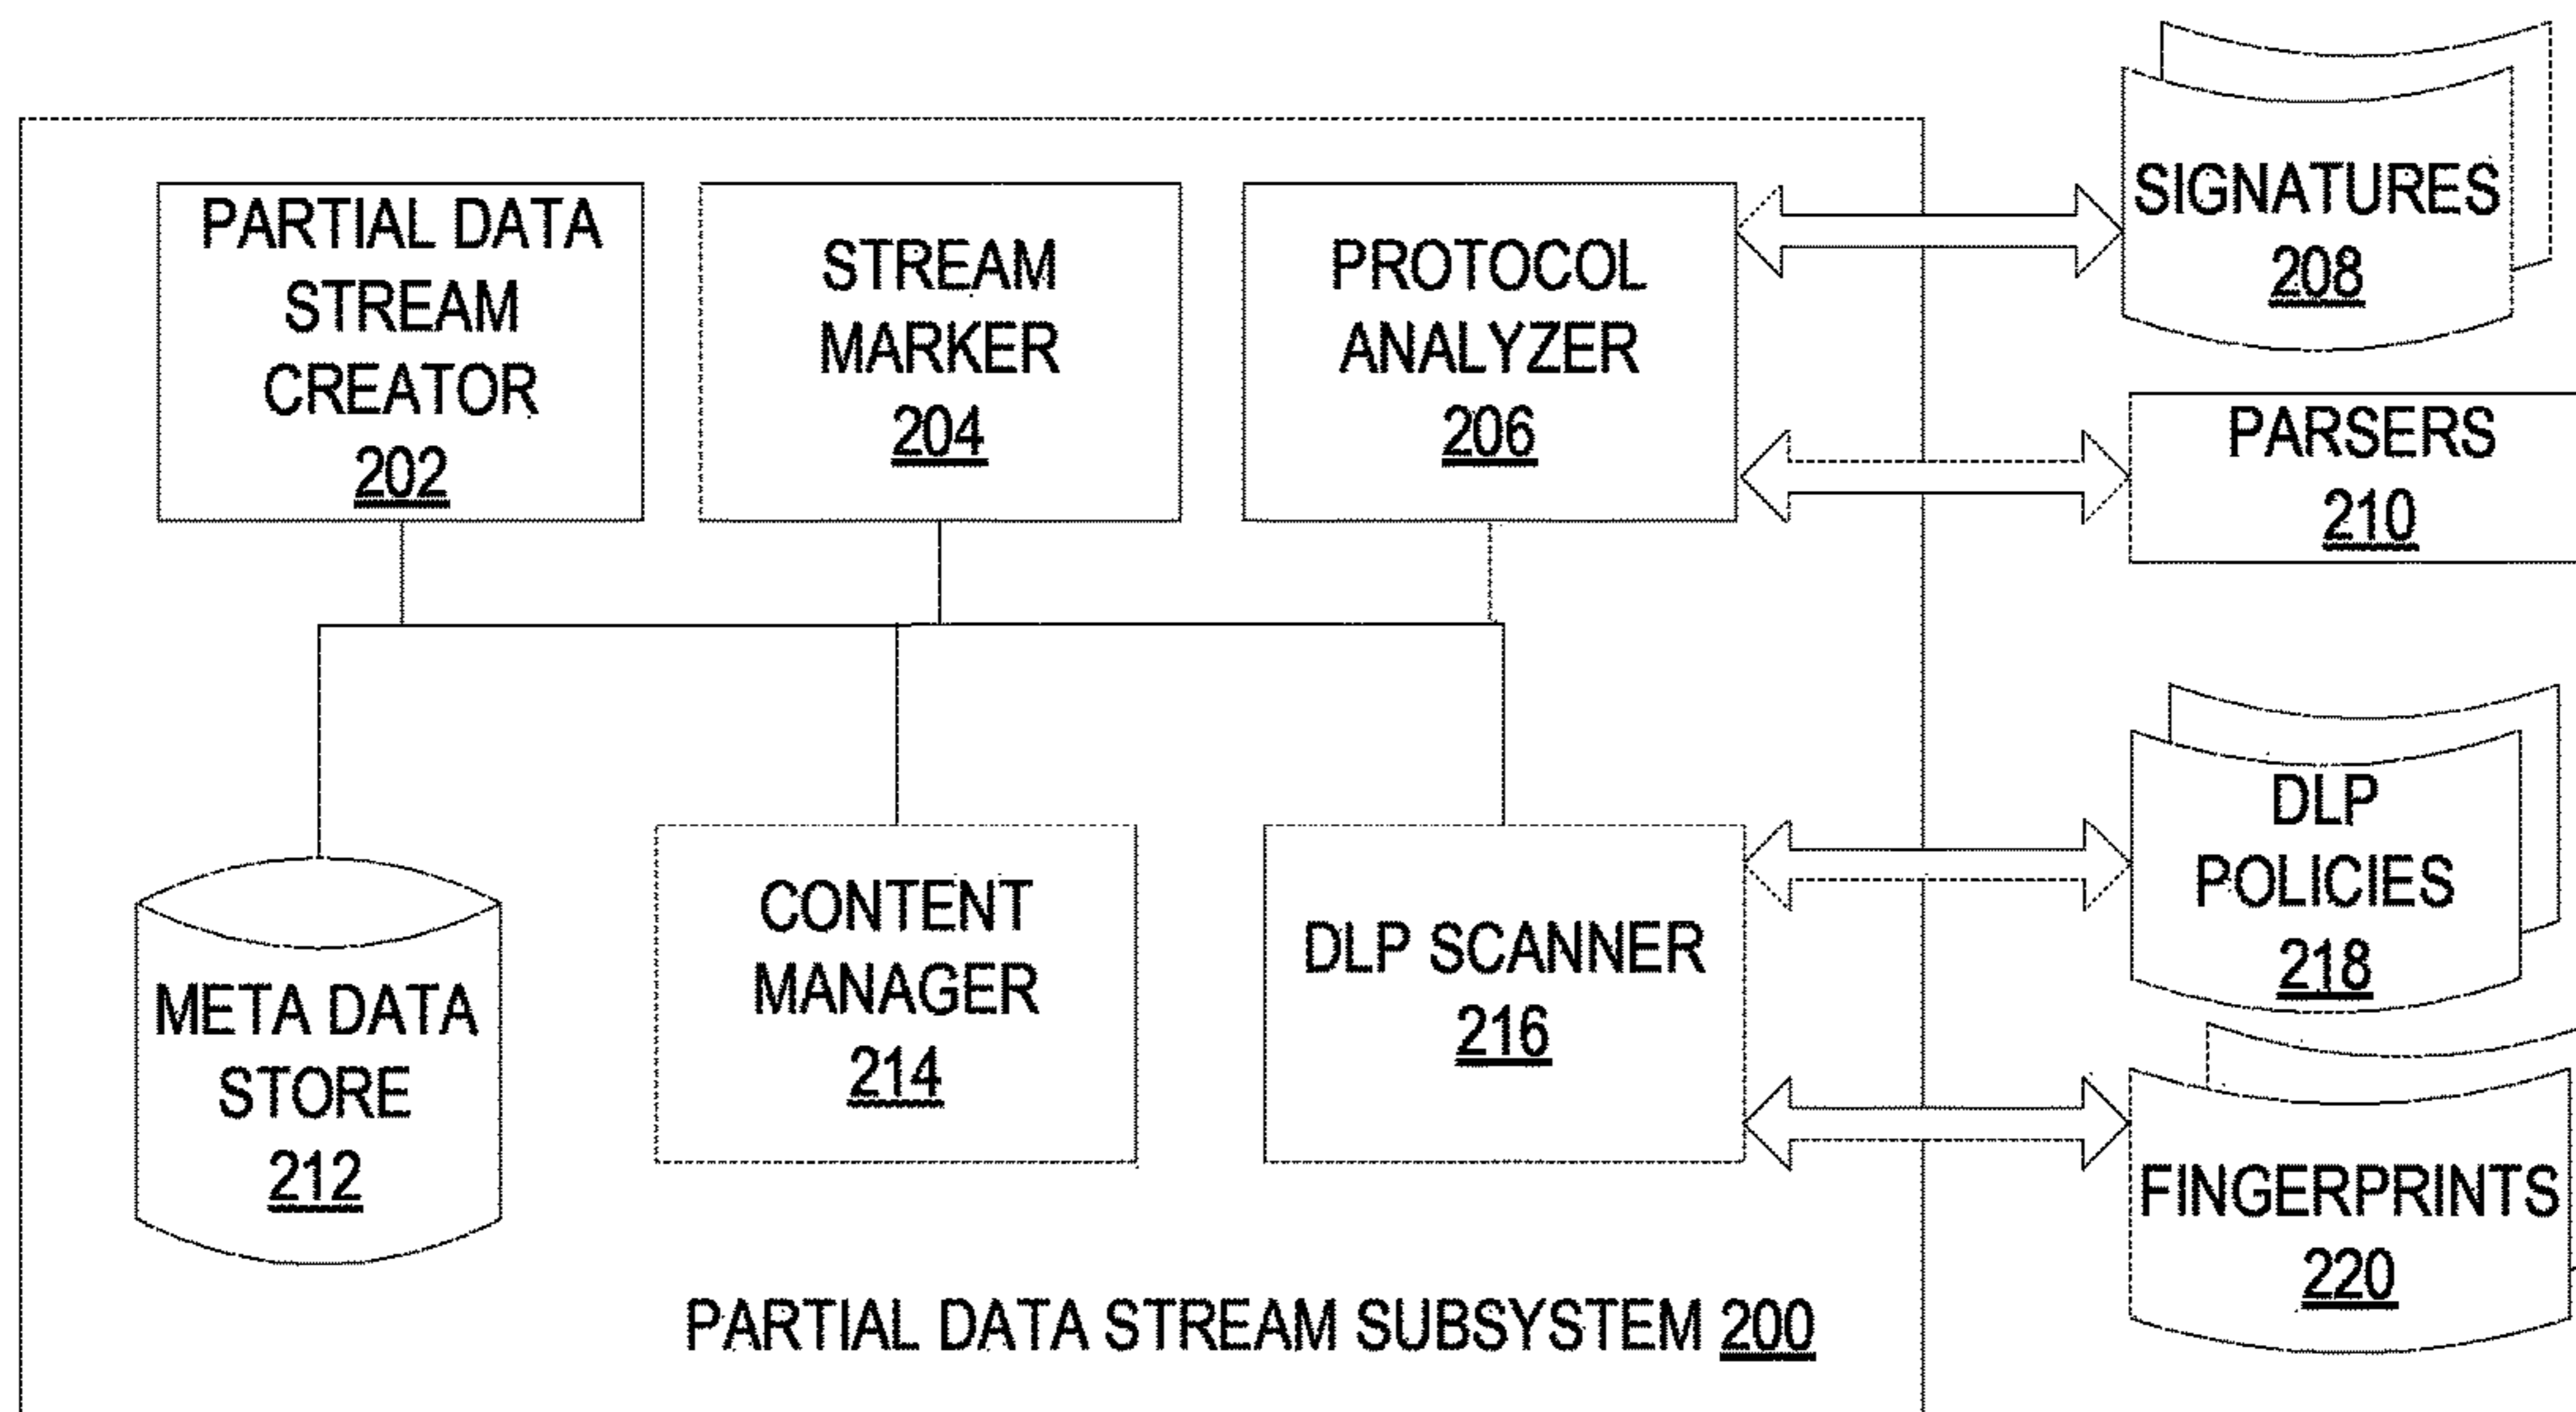 PARTIAL DATA
STREAM
CREATOR
202
STREAM
MARKER
204
PROTOCOL
ANALYZER
206
SIGNATURES
208
PARSERS
210
META DATA
STORE
212
CONTENT
MANAGER
214
DLP SCANNER
216
DLP
POLICIES
218
FINGERPRINTS
220
PARTIAL DATA STREAM SUBSYSTEM 200